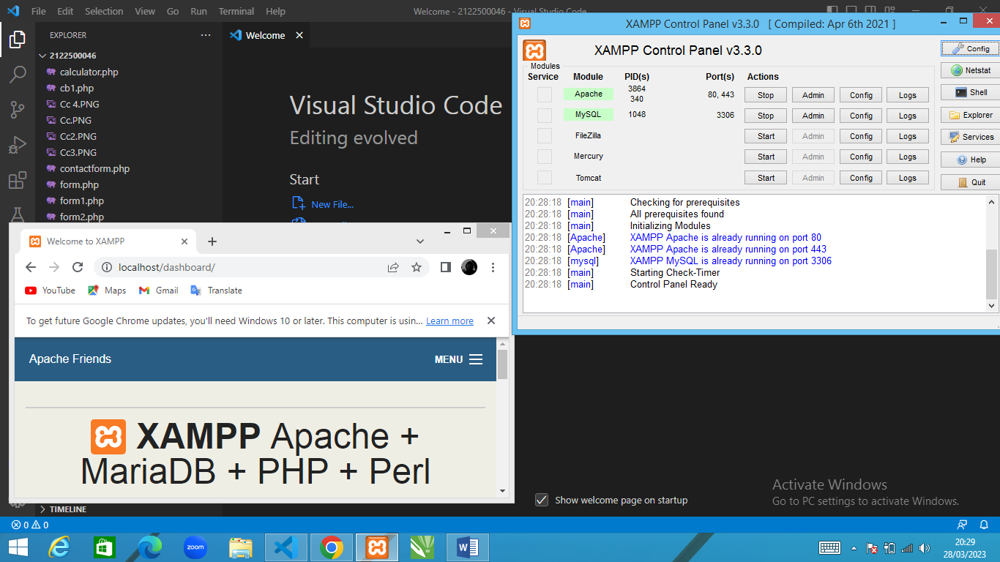 File Edit Selection View Go Run Terminal Help
Welcome - 2122500046 - Visual Studio Code
EXPLORER
2122500046
calculator.php
cb1.php
Cc 4.PNG
Cc.PNG
Cc2.PNG
Cc3.PNG
contactform.php
form.php
form1.php
form2.php
TIMELINE
Welcome
Visual Studio Code
Editing evolved
Start
New File...
Show welcome page on startup
Activate Windows
Go to PC settings to activate Windows.
XAMPP Control Panel v3.3.0 [ Compiled: Apr 6th 2021 ]
XAMPP Control Panel v3.3.0
Modules
Service Module PID(s) Port(s) Actions
Apache 3864 340 80, 443 Stop Admin Config Logs
MySQL 1048 3306 Stop Admin Config Logs
FileZilla Start Admin Config Logs
Mercury Start Admin Config Logs
Tomcat Start Admin Config Logs
Config
Netstat
Shell
Explorer
Services
Help
Quit
20:28:18 [main] Checking for prerequisites
20:28:18 [main] All prerequisites found
20:28:18 [main] Initializing Modules
20:28:18 [Apache] XAMPP Apache is already running on port 80
20:28:18 [Apache] XAMPP Apache is already running on port 443
20:28:18 [mysql] XAMPP MySQL is already running on port 3306
20:28:18 [main] Starting Check-Timer
20:28:18 [main] Control Panel Ready
Welcome to XAMPP
localhost/dashboard/
YouTube Maps Gmail Translate
To get future Google Chrome updates, you'll need Windows 10 or later. This computer is usin... Learn more
Apache Friends MENU
XAMPP Apache +
MariaDB + PHP + Perl
0 0
zoom
20:29
28/03/2023